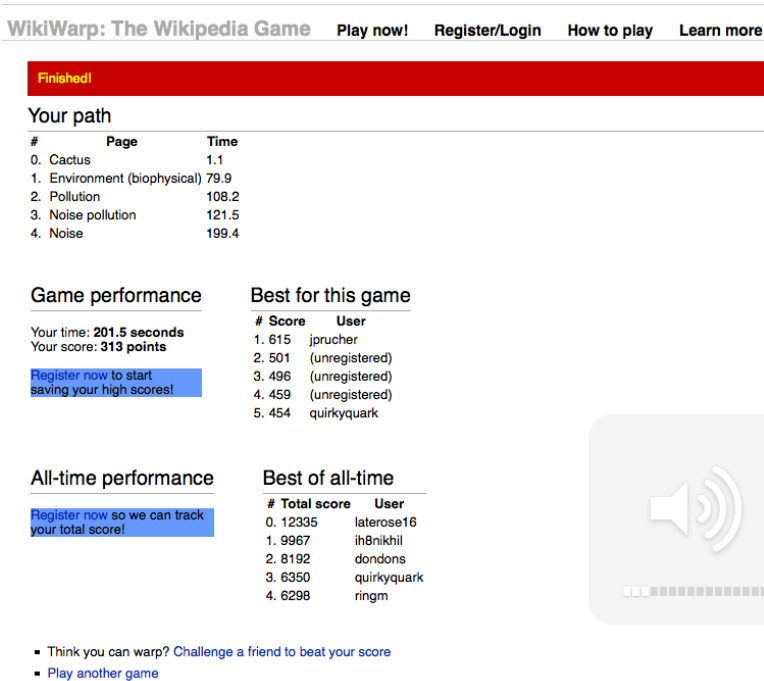 WikiWarp: The Wikipedia Game Play now! Register/Login How to play Learn more
Finished!
Your path
# Page Time
0. Cactus 1.1
1. Environment (biophysical) 79.9
2. Pollution 108.2
3. Noise pollution 121.5
4. Noise 199.4
Game performance
Your time: 201.5 seconds
Your score: 313 points
Register now to start
saving your high scores!
Best for this game
# Score User
1. 615 jprucher
2. 501 (unregistered)
3. 496 (unregistered)
4. 459 (unregistered)
5. 454 quirkyquark
All-time performance
Register now so we can track
your total score!
Best of all-time
# Total score User
0. 12335 laterose16
1. 9967 ih8nikhil
2. 8192 dondons
3. 6350 quirkyquark
4. 6298 ringm
▪ Think you can warp? Challenge a friend to beat your score
▪ Play another game